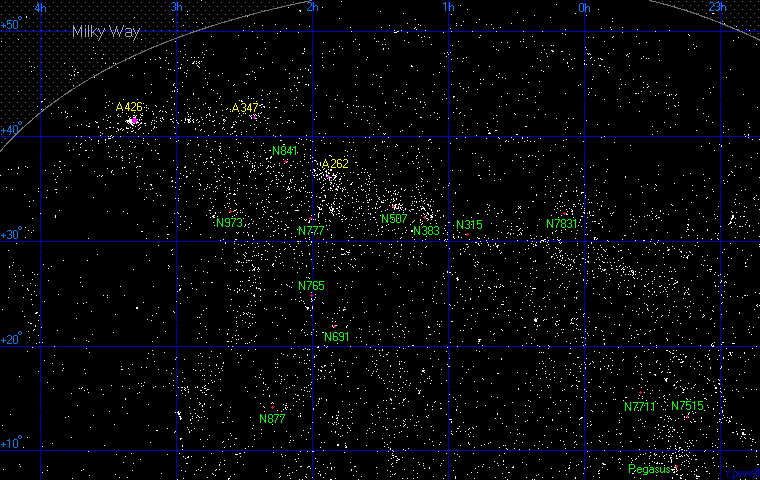 4h 3h 2h 1h 0h 23h
+50°
Milky Way
A426 A347
+40°
N841
A262
N973 N777 N507 N383 N315 N7831
+30°
N765
+20°
N691
N877 N7711 N7515
+10°
Pegasus